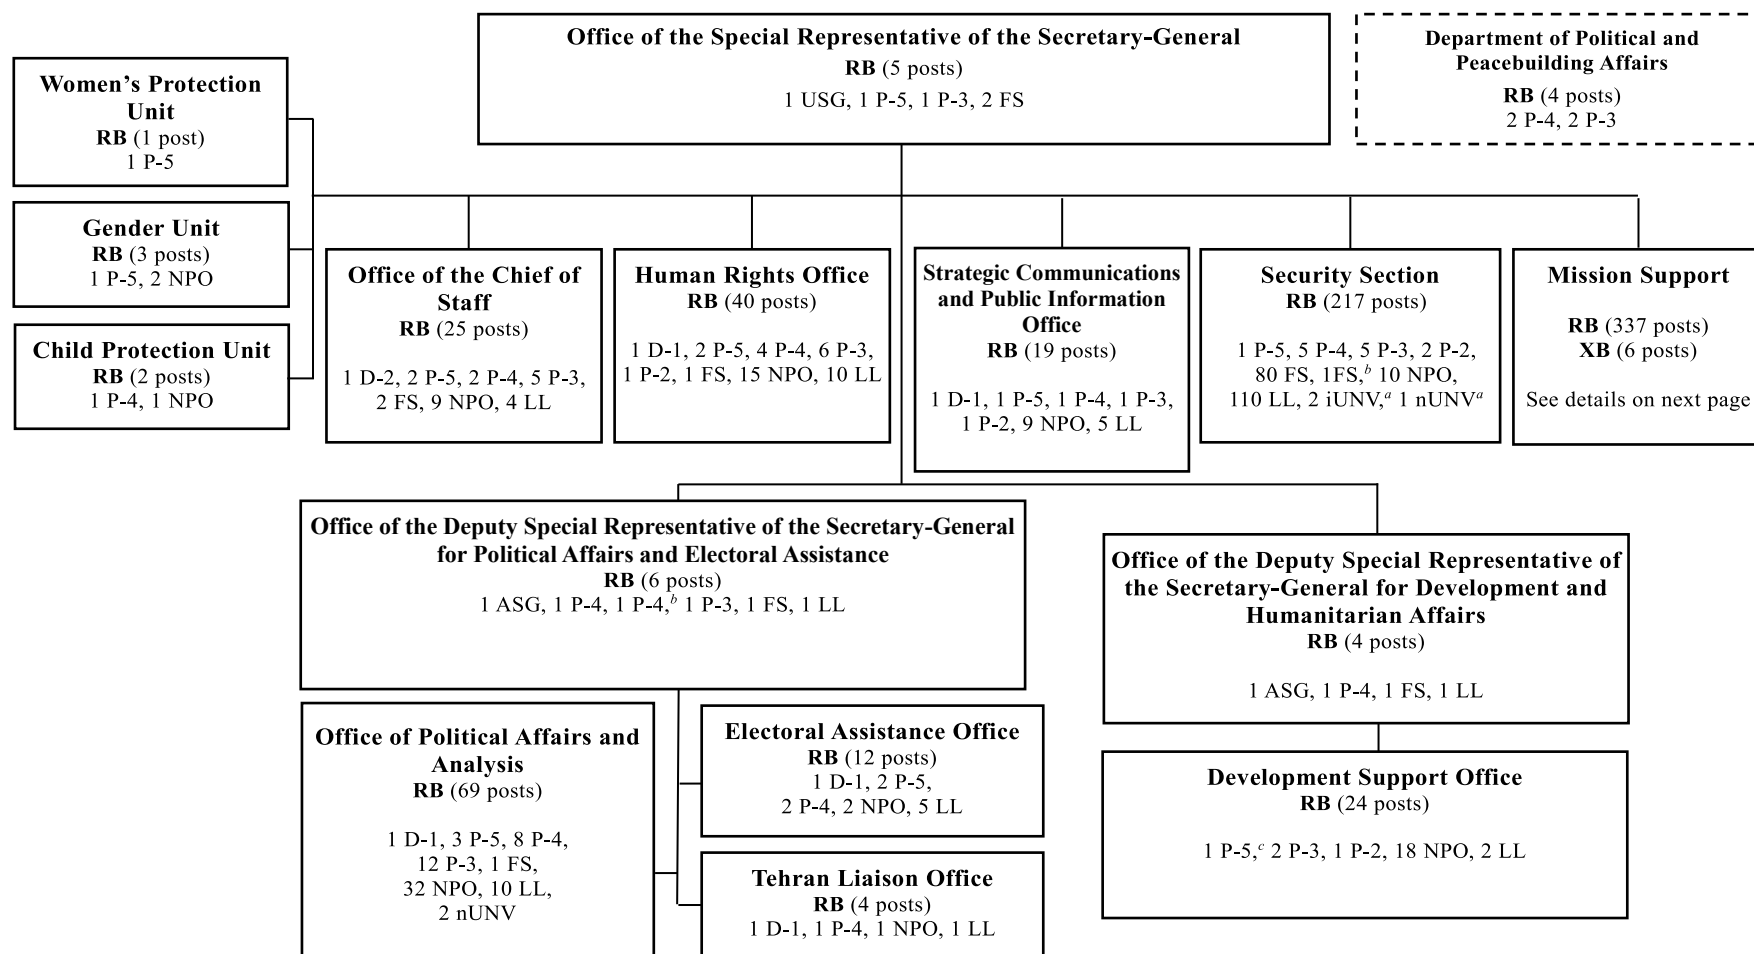 Office of the Special Representative of the Secretary-General
RB (5 posts)
1 USG, 1 P-5, 1 P-3, 2 FS
Department of Political and
Peacebuilding Affairs
RB (4 posts)
2 P-4, 2 P-3
Women's Protection
Unit
RB (1 post)
1 P-5
Gender Unit
RB (3 posts)
1 P-5, 2 NPO
Child Protection Unit
RB (2 posts)
1 P-4, 1 NPO
Office of the Chief of
Staff
RB (25 posts)
1 D-2, 2 P-5, 2 P-4, 5 P-3,
2 FS, 9 NPO, 4 LL
Human Rights Office
RB (40 posts)
1 D-1, 2 P-5, 4 P-4, 6 P-3,
1 P-2, 1 FS, 15 NPO, 10 LL
Strategic Communications
and Public Information
Office
RB (19 posts)
1 D-1, 1 P-5, 1 P-4, 1 P-3,
1 P-2, 9 NPO, 5 LL
Security Section
RB (217 posts)
1 P-5, 5 P-4, 5 P-3, 2 P-2,
80 FS, 1FS,b 10 NPO,
110 LL, 2 iUNV,a 1 nUNVa
Mission Support
RB (337 posts)
XB (6 posts)
See details on next page
Office of the Deputy Special Representative of the Secretary-General
for Political Affairs and Electoral Assistance
RB (6 posts)
1 ASG, 1 P-4, 1 P-4,b 1 P-3, 1 FS, 1 LL
Office of the Deputy Special Representative of
the Secretary-General for Development and
Humanitarian Affairs
RB (4 posts)
1 ASG, 1 P-4, 1 FS, 1 LL
Office of Political Affairs and
Analysis
RB (69 posts)
1 D-1, 3 P-5, 8 P-4,
12 P-3, 1 FS,
32 NPO, 10 LL,
2 nUNV
Electoral Assistance Office
RB (12 posts)
1 D-1, 2 P-5,
2 P-4, 2 NPO, 5 LL
Tehran Liaison Office
RB (4 posts)
1 D-1, 1 P-4, 1 NPO, 1 LL
Development Support Office
RB (24 posts)
1 P-5,c 2 P-3, 1 P-2, 18 NPO, 2 LL